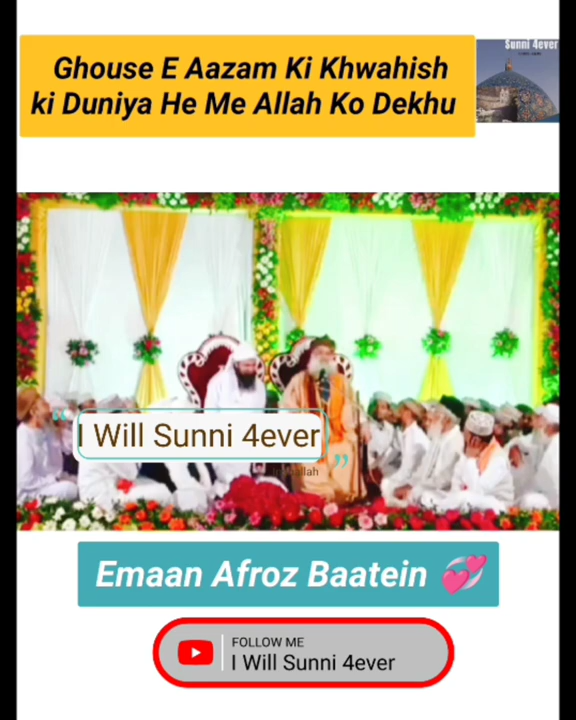 Ghouse E Aazam Ki Khwahish
ki Duniya He Me Allah Ko Dekhu
Sunni 4ever
I Will Sunni 4ever
Emaan Afroz Baatein
FOLLOW ME
I Will Sunni 4ever